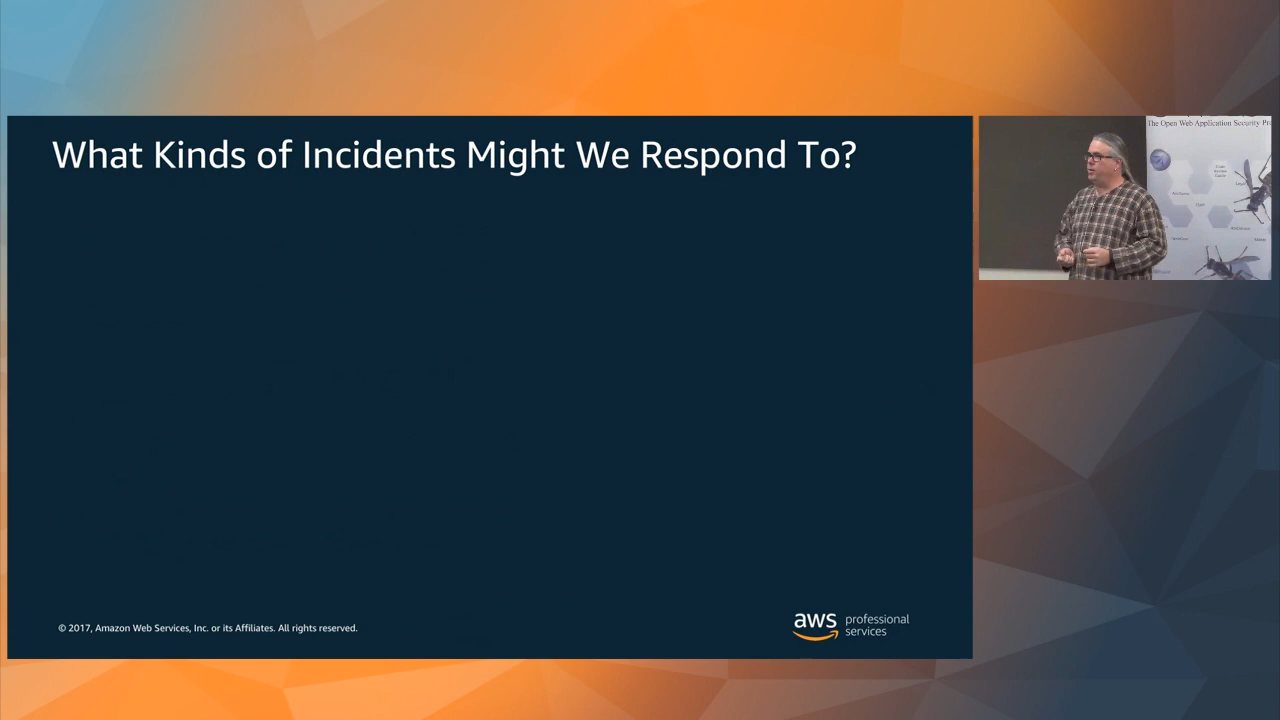 What Kinds of Incidents Might We Respond To?
The Open Web Application Security Pr
© 2017, Amazon Web Services, Inc. or its Affiliates. All rights reserved.
aws professional
services